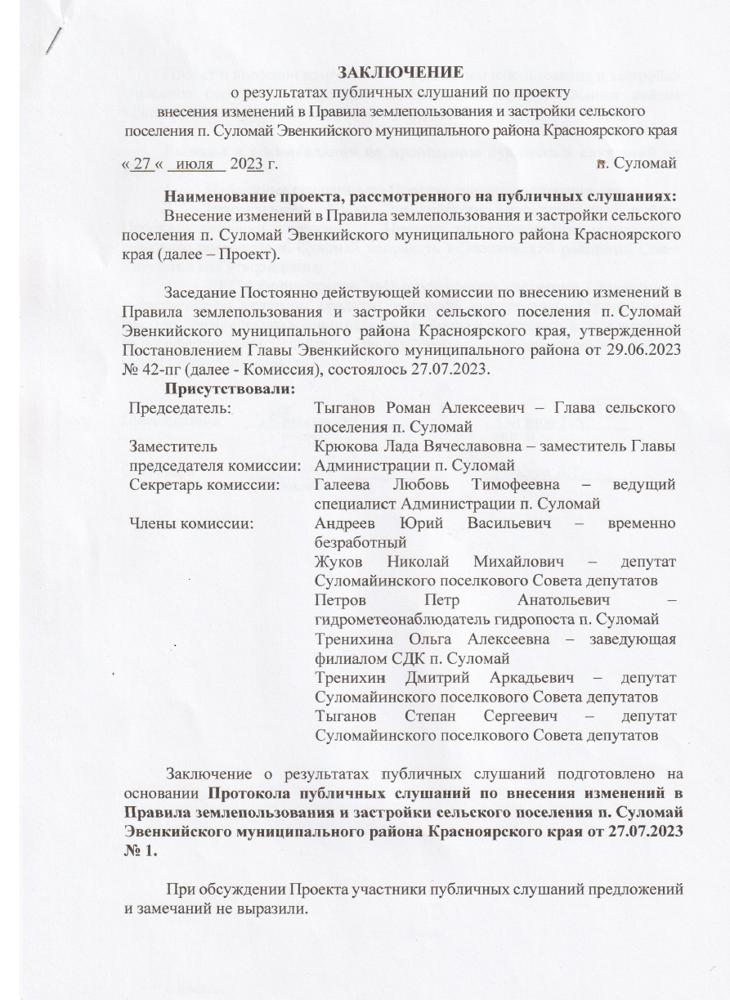 ЗАКЛЮЧЕНИЕ
о результатах публичных слушаний по проекту
внесения изменений в Правила землепользования и застройки сельского
поселения п. Суломай Эвенкийского муниципального района Красноярского края
« 27 « июля 2023 г. п. Суломай
Наименование проекта, рассмотренного на публичных слушаниях:
Внесение изменений в Правила землепользования и застройки сельского
поселения п. Суломай Эвенкийского муниципального района Красноярского
края (далее – Проект).
Заседание Постоянно действующей комиссии по внесению изменений в
Правила землепользования и застройки сельского поселения п. Суломай
Эвенкийского муниципального района Красноярского края, утвержденной
Постановлением Главы Эвенкийского муниципального района от 29.06.2023
№ 42-пг (далее - Комиссия), состоялось 27.07.2023.
Присутствовали:
Председатель: Тыганов Роман Алексеевич – Глава сельского
поселения п. Суломай
Заместитель Крюкова Лада Вячеславовна – заместитель Главы
председателя комиссии: Администрации п. Суломай
Секретарь комиссии: Галеева Любовь Тимофеевна – ведущий
специалист Администрации п. Суломай
Члены комиссии: Андреев Юрий Васильевич – временно
безработный
Жуков Николай Михайлович – депутат
Суломайинского поселкового Совета депутатов
Петров Петр Анатольевич –
гидрометеонаблюдатель гидропоста п. Суломай
Тренихина Ольга Алексеевна – заведующая
филиалом СДК п. Суломай
Тренихин Дмитрий Аркадьевич – депутат
Суломайинского поселкового Совета депутатов
Тыганов Степан Сергеевич – депутат
Суломайинского поселкового Совета депутатов
Заключение о результатах публичных слушаний подготовлено на
основании Протокола публичных слушаний по внесения изменений в
Правила землепользования и застройки сельского поселения п. Суломай
Эвенкийского муниципального района Красноярского края от 27.07.2023
№ 1.
При обсуждении Проекта участники публичных слушаний предложений
и замечаний не выразили.